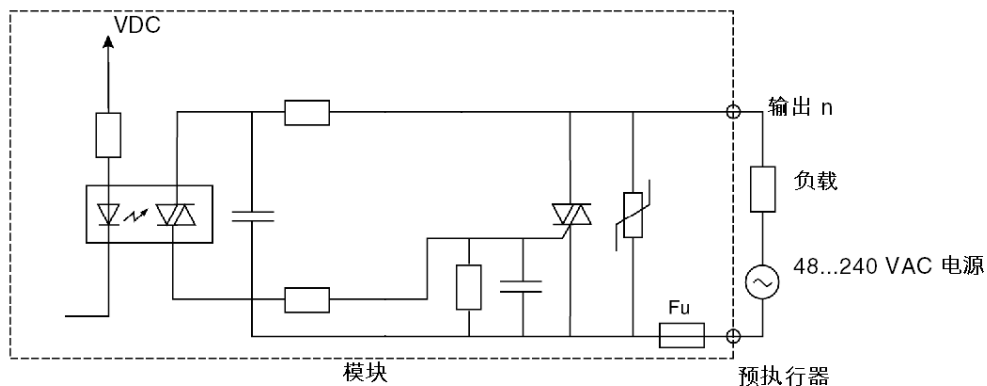 VDC
输出 n
负载
48...240 VAC 电源
Fu
模块
预执行器